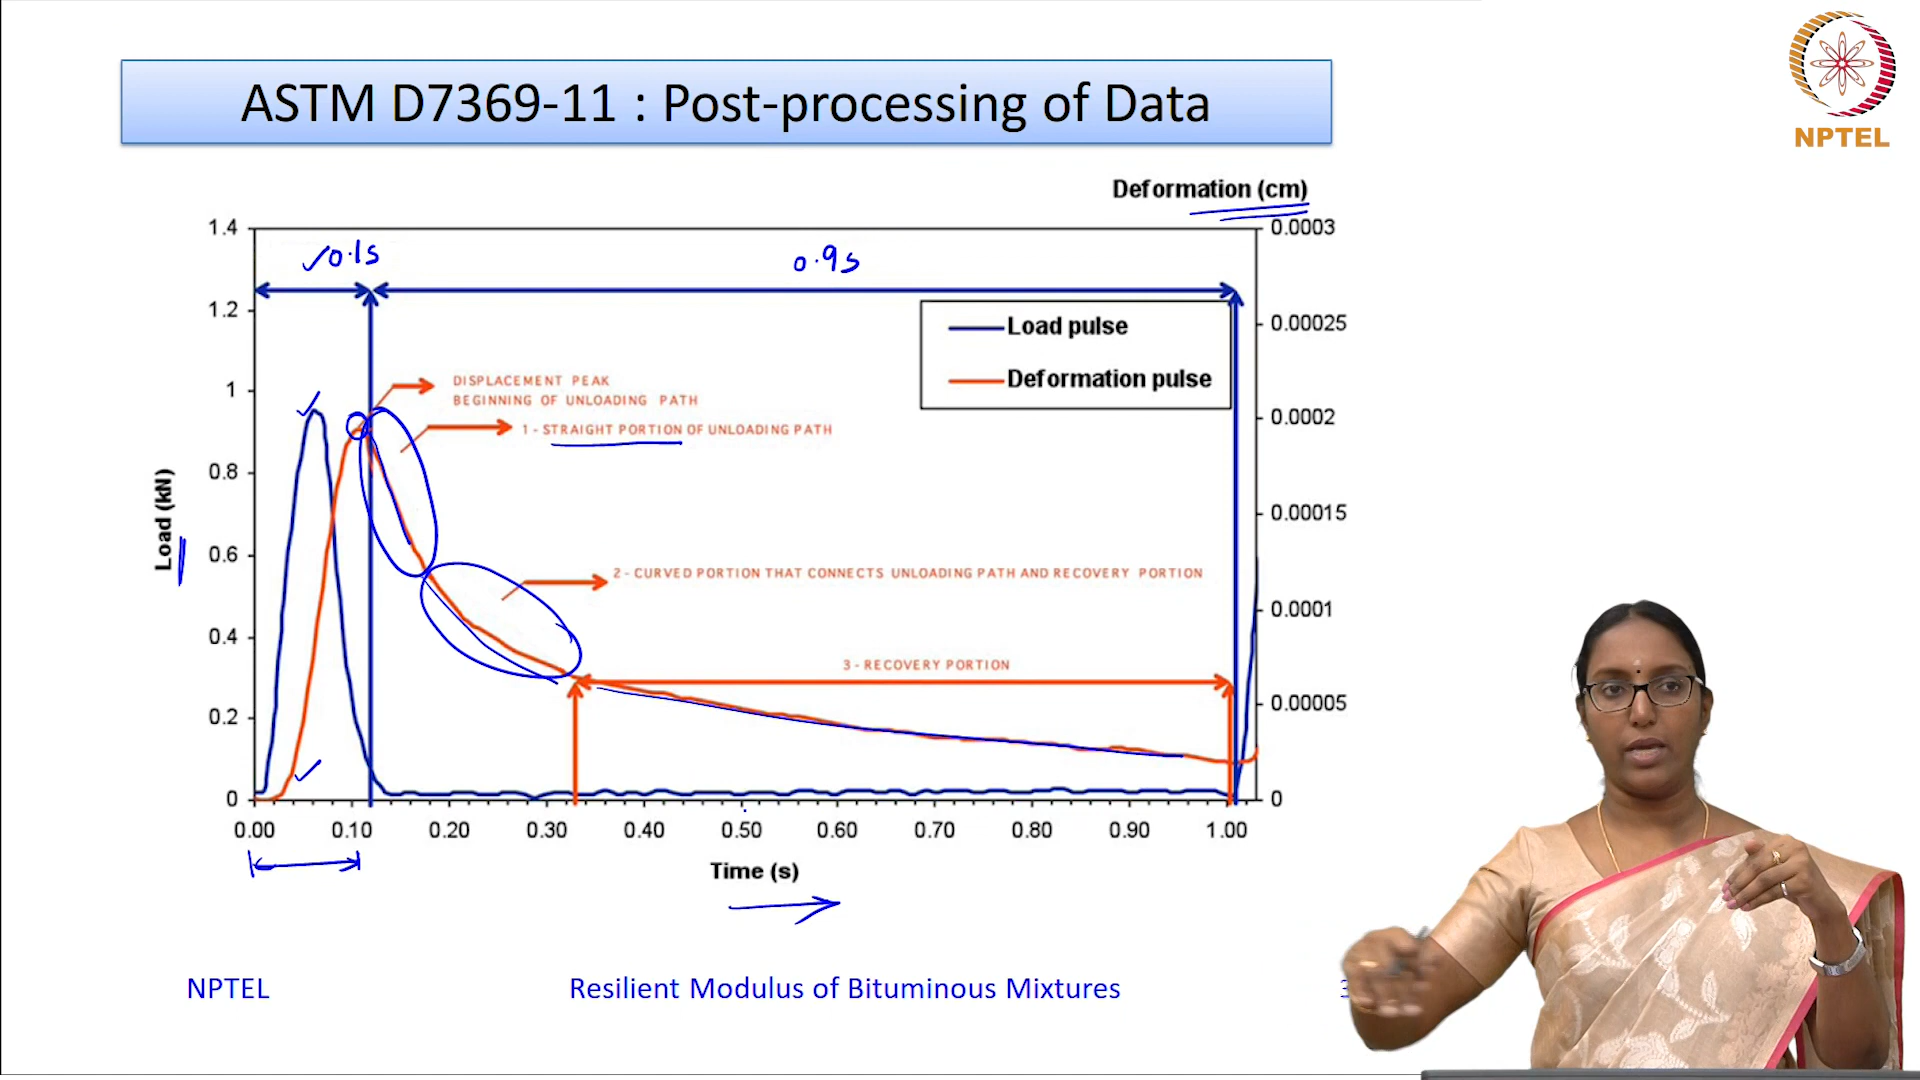 ASTM D7369-11 : Post-processing of Data
NPTEL
Deformation (cm)
1.4
1.2
1
0.8
0.6
0.4
0.2
0
Load (kN)
0.1s
0.9s
0.0003
0.00025
0.0002
0.00015
0.0001
0.00005
0
Load pulse
Deformation pulse
DISPLACEMENT PEAK
BEGINNING OF UNLOADING PATH
1 - STRAIGHT PORTION OF UNLOADING PATH
2 - CURVED PORTION THAT CONNECTS UNLOADING PATH AND RECOVERY PORTION
3 - RECOVERY PORTION
0.00 0.10 0.20 0.30 0.40 0.50 0.60 0.70 0.80 0.90 1.00
Time (s)
NPTEL
Resilient Modulus of Bituminous Mixtures